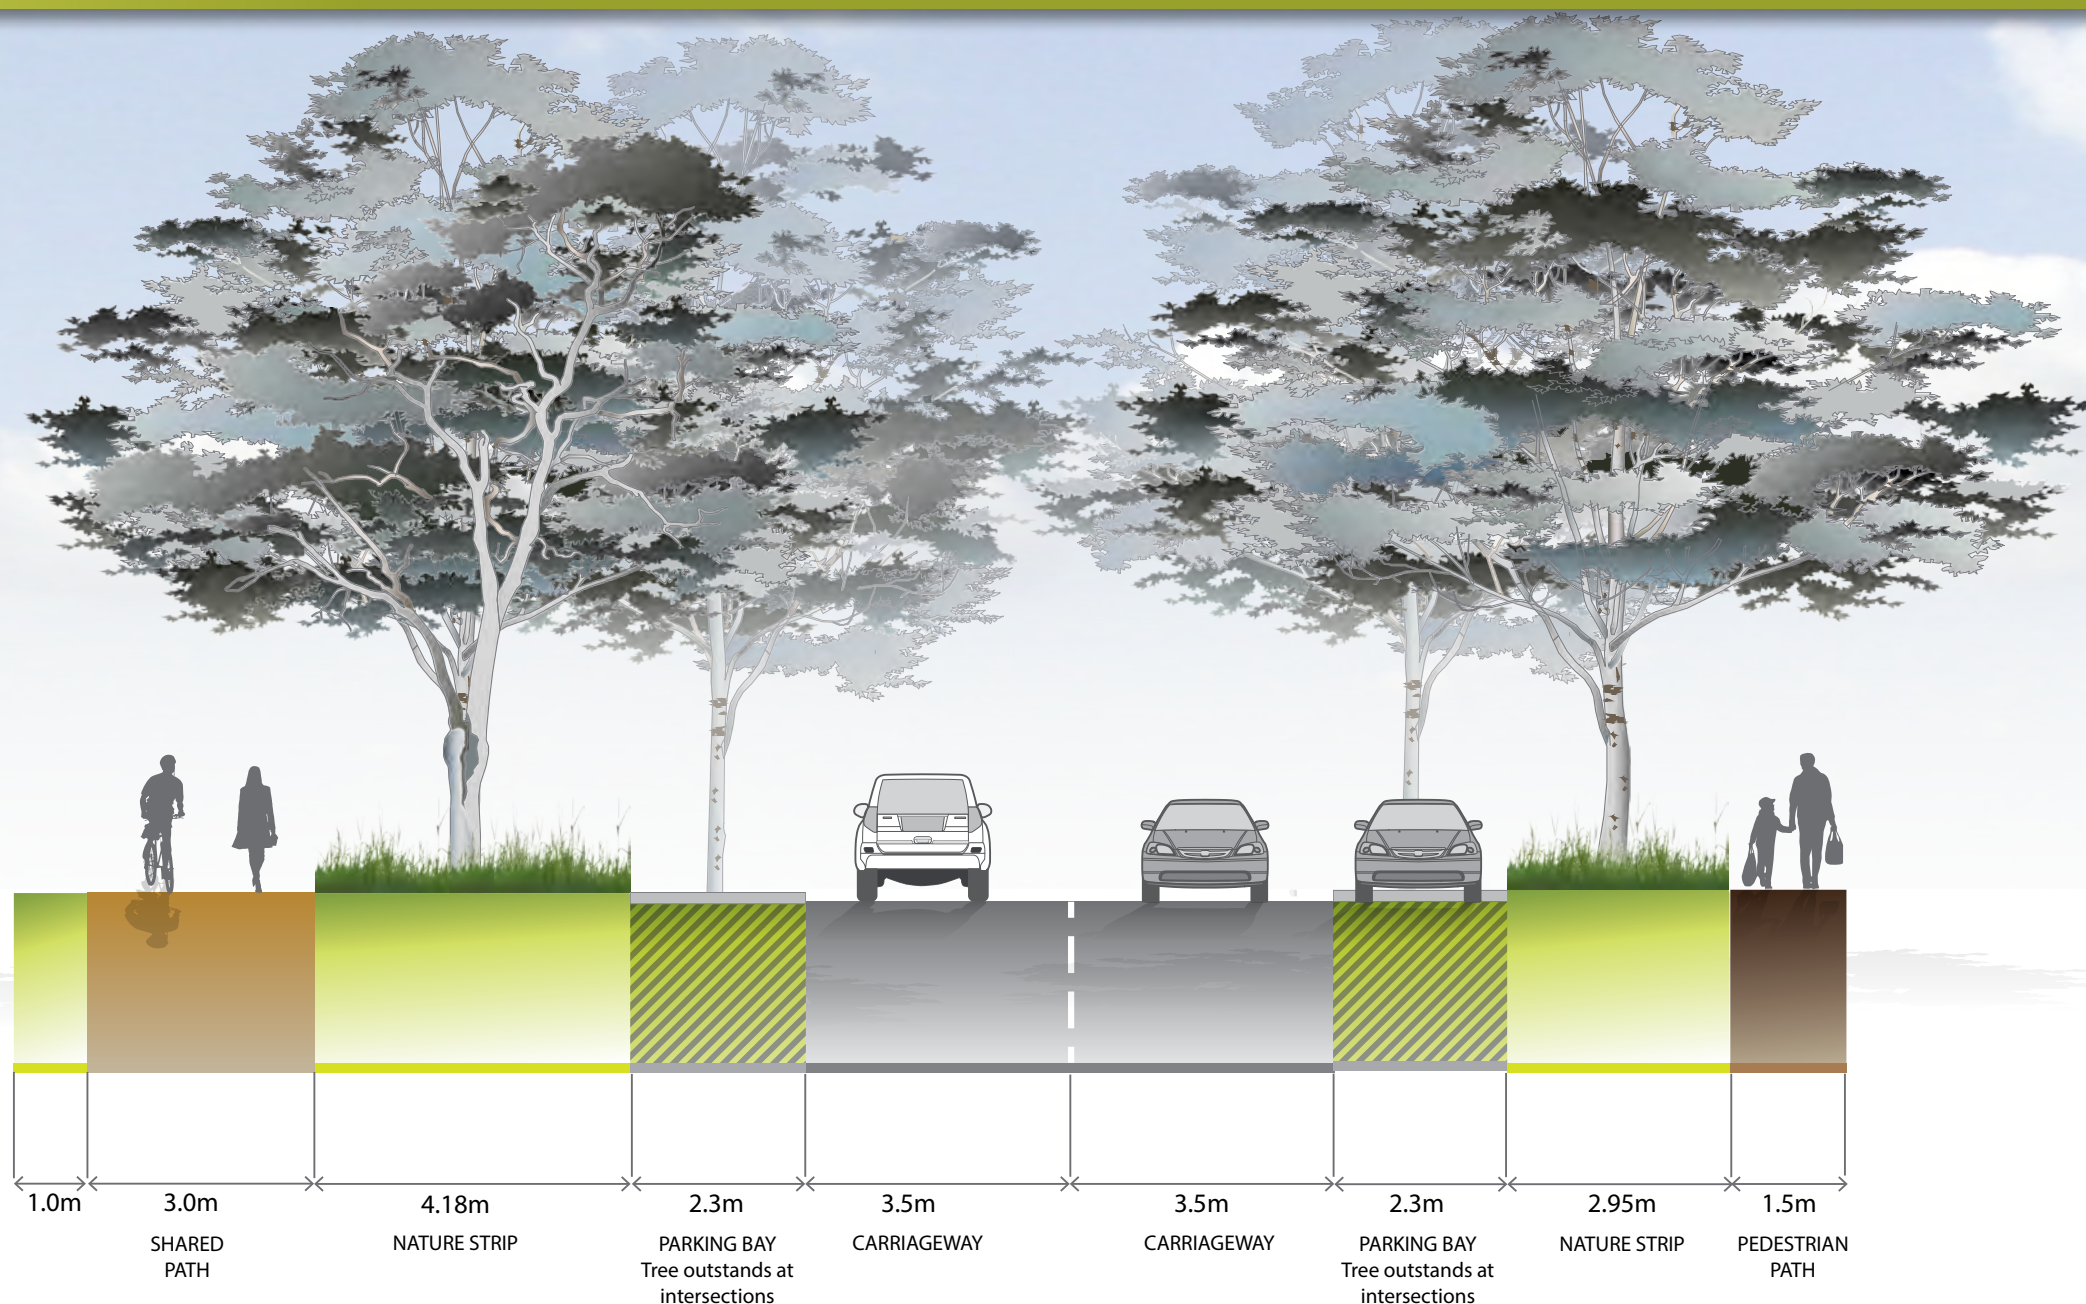 1.0m
3.0m
4.18m
2.3m
3.5m
3.5m
2.3m
2.95m
1.5m
SHARED
PATH
NATURE STRIP
PARKING BAY
Tree outstands at
intersections
CARRIAGEWAY
CARRIAGEWAY
PARKING BAY
Tree outstands at
intersections
NATURE STRIP
PEDESTRIAN
PATH